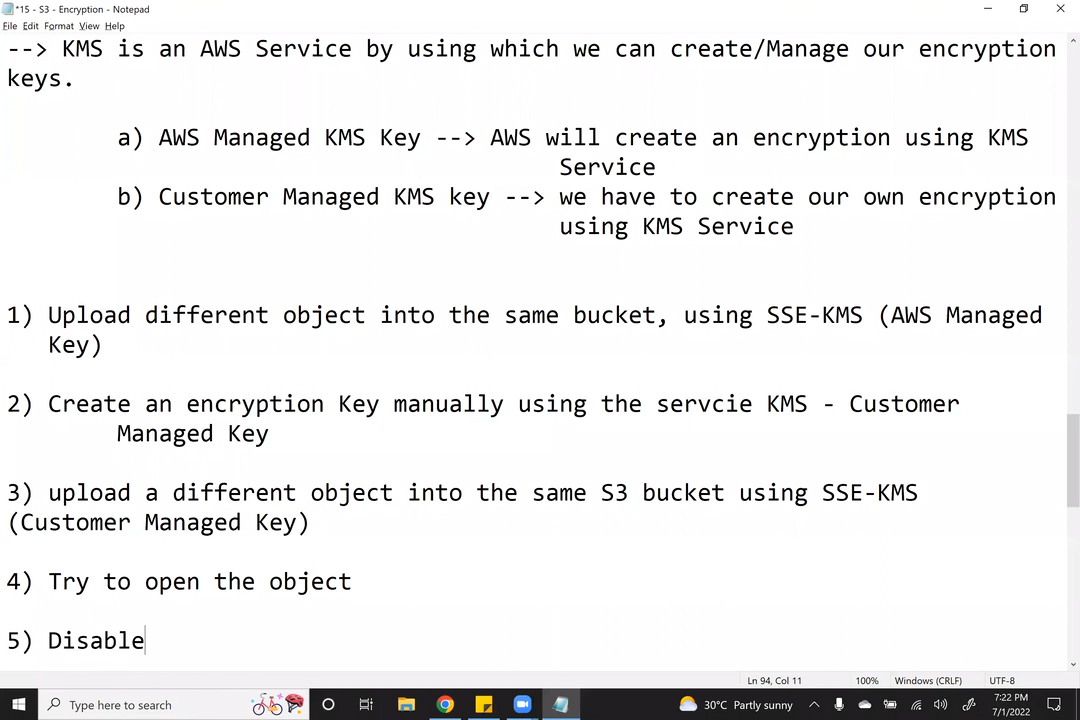 *15 - S3 - Encryption - Notepad
File Edit Format View Help
--> KMS is an AWS Service by using which we can create/Manage our encryption
keys.
a) AWS Managed KMS Key --> AWS will create an encryption using KMS
Service
b) Customer Managed KMS key --> we have to create our own encryption
using KMS Service
1) Upload different object into the same bucket, using SSE-KMS (AWS Managed
Key)
2) Create an encryption Key manually using the servcie KMS - Customer
Managed Key
3) upload a different object into the same S3 bucket using SSE-KMS
(Customer Managed Key)
4) Try to open the object
5) Disable
Ln 94, Col 11 100% Windows (CRLF) UTF-8
Type here to search 30°C Partly sunny 7:22 PM
7/1/2022